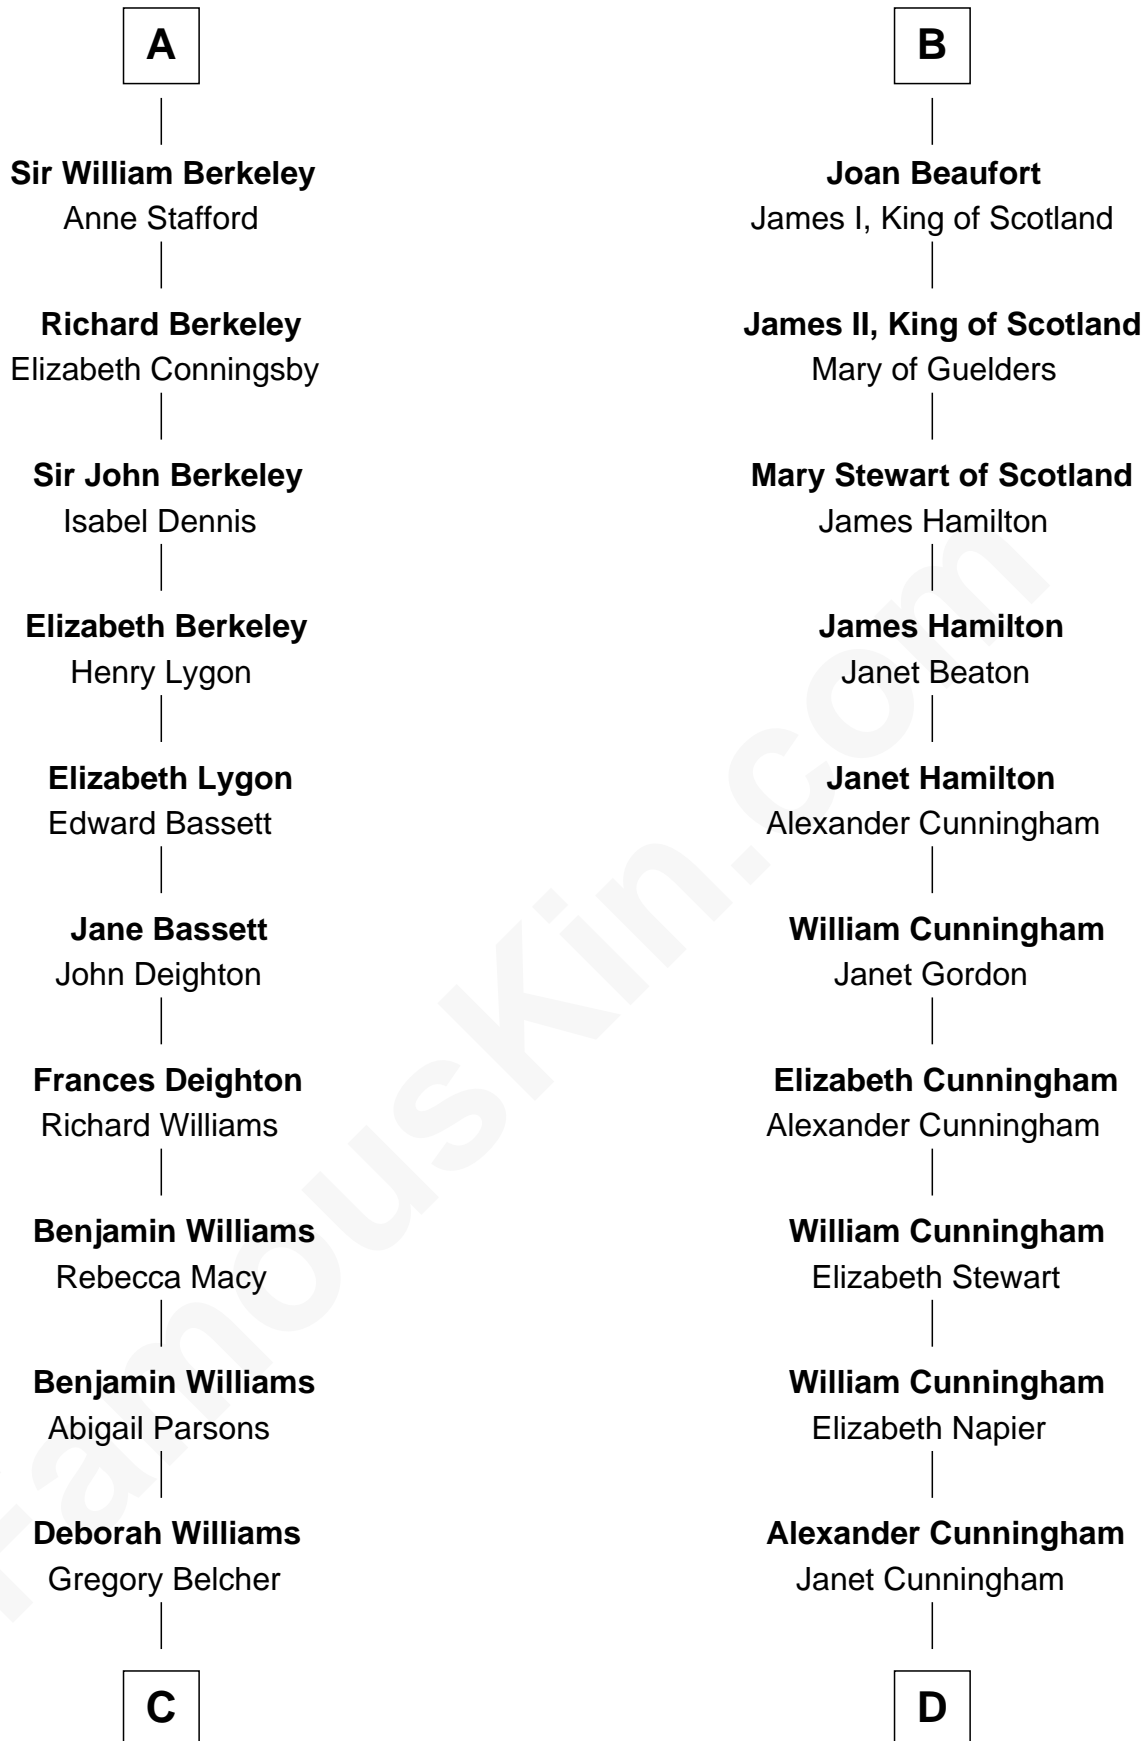 A
Sir William Berkeley
Anne Stafford
Richard Berkeley
Elizabeth Conningsby
Sir John Berkeley
Isabel Dennis
Elizabeth Berkeley
Henry Lygon
Elizabeth Lygon
Edward Bassett
Jane Bassett
John Deighton
Frances Deighton
Richard Williams
Benjamin Williams
Rebecca Macy
Benjamin Williams
Abigail Parsons
Deborah Williams
Gregory Belcher
C
B
Joan Beaufort
James I, King of Scotland
James II, King of Scotland
Mary of Guelders
Mary Stewart of Scotland
James Hamilton
James Hamilton
Janet Beaton
Janet Hamilton
Alexander Cunningham
William Cunningham
Janet Gordon
Elizabeth Cunningham
Alexander Cunningham
William Cunningham
Elizabeth Stewart
William Cunningham
Elizabeth Napier
Alexander Cunningham
Janet Cunningham
D
FamousKin.com